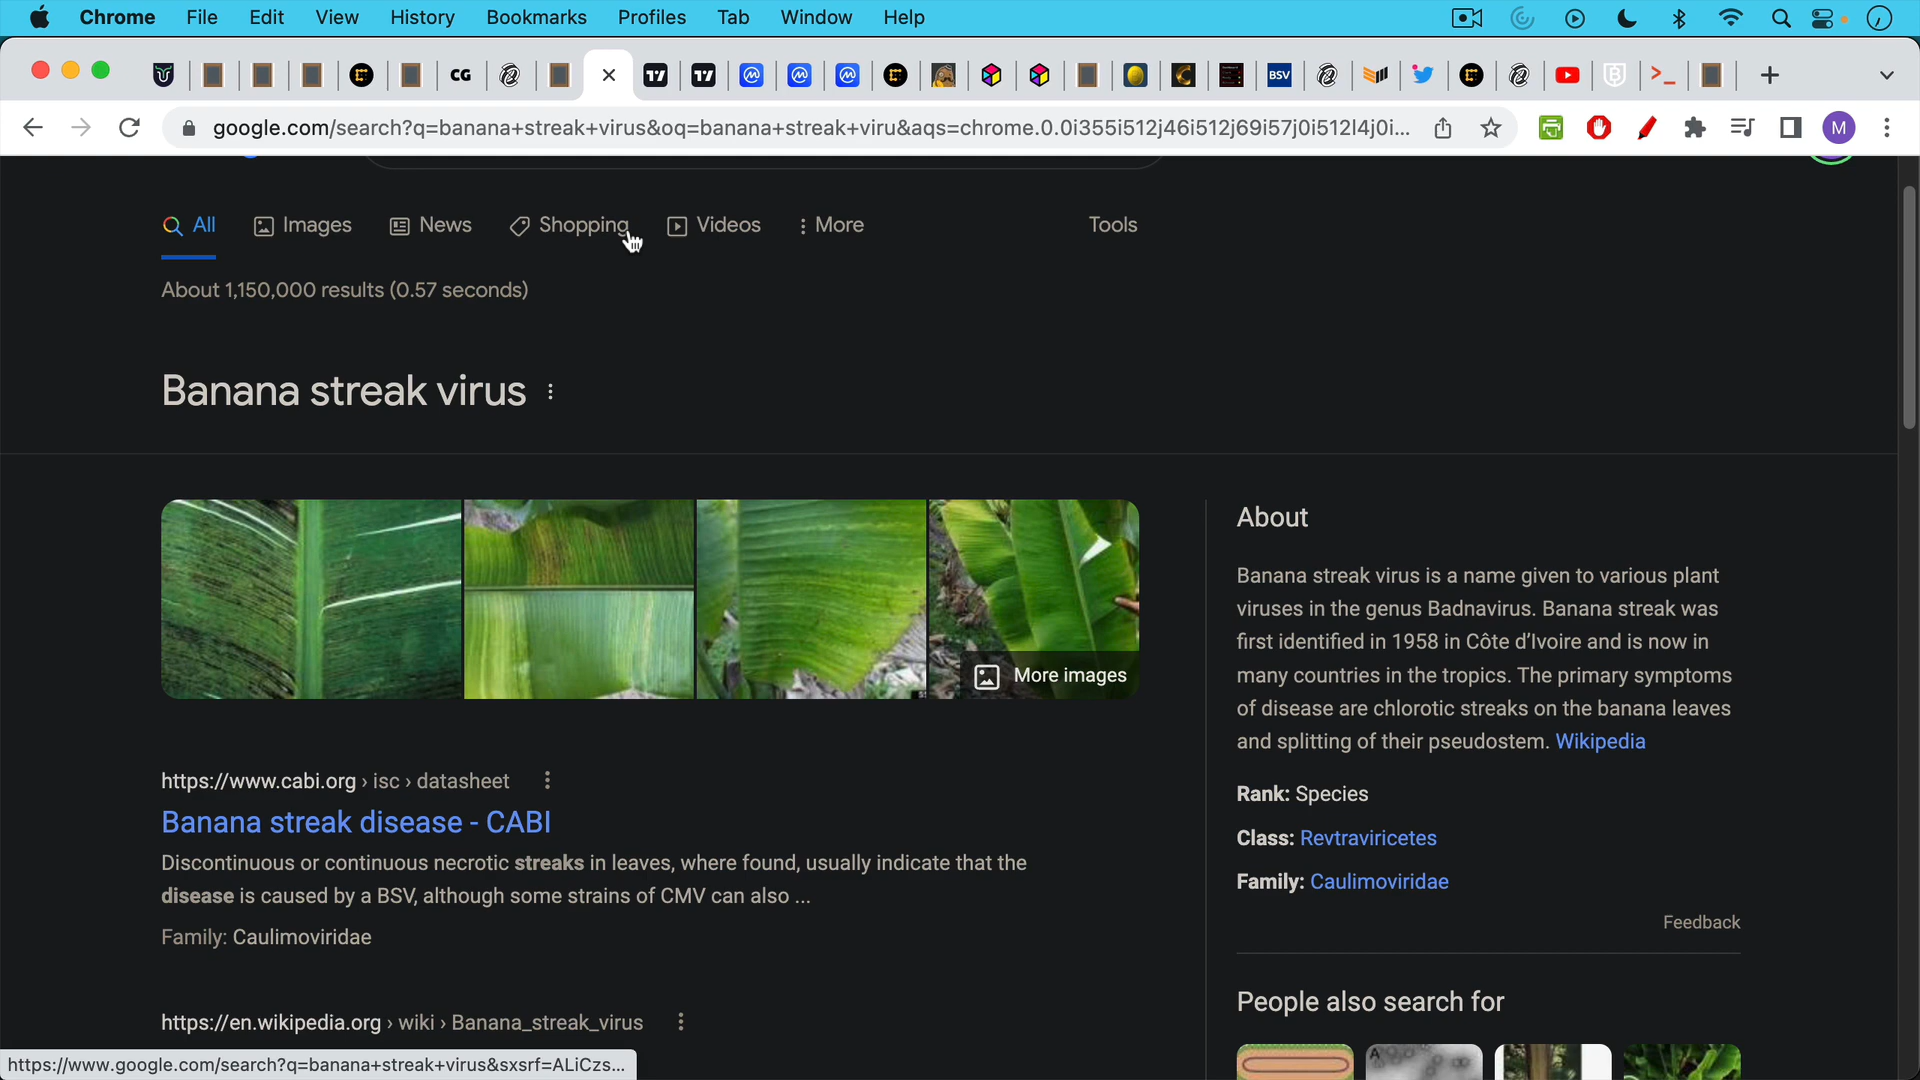 Chrome File Edit View History Bookmarks Profiles Tab Window Help
CG BSV
google.com/search?q=banana+streak+virus&oq=banana+streak+viru&aqs=chrome.0.0i355i512j46i512j69i57j0i512l4j0i... M
All Images News Shopping Videos More Tools
About 1,150,000 results (0.57 seconds)
Banana streak virus
More images
https://www.cabi.org › isc › datasheet
Banana streak disease - CABI
Discontinuous or continuous necrotic streaks in leaves, where found, usually indicate that the
disease is caused by a BSV, although some strains of CMV can also ...
Family: Caulimoviridae
https://en.wikipedia.org › wiki › Banana_streak_virus
About
Banana streak virus is a name given to various plant
viruses in the genus Badnavirus. Banana streak was
first identified in 1958 in Côte d'Ivoire and is now in
many countries in the tropics. The primary symptoms
of disease are chlorotic streaks on the banana leaves
and splitting of their pseudostem. Wikipedia
Rank: Species
Class: Revtraviricetes
Family: Caulimoviridae
Feedback
People also search for
A
https://www.google.com/search?q=banana+streak+virus&sxsrf=ALiCzs...